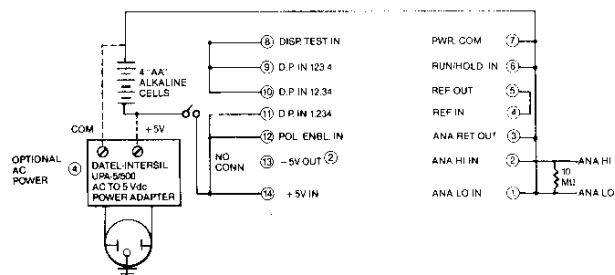 4 "AA"
ALKALINE
CELLS
COM
+5V
OPTIONAL
AC
POWER
4
DATEL-INTERSIL
UPA-5/500
AC TO 5 Vdc
POWER ADAPTER
8 DISP. TEST IN
9 D.P. IN 123.4
10 D.P. IN 12.34
11 D.P. IN 1.234
12 POL. ENBL. IN
NO
CONN
13 -5V OUT 2
14 +5V IN
PWR. COM 7
RUN/HOLD IN 6
REF OUT 5
REF IN 4
ANA RET OUT 3
ANA HI IN 2 ANA HI
10
MΩ
ANA LO IN 1 ANA LO